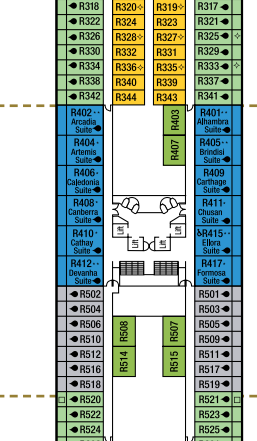 R318 R320 R319 R317
R322 R324 R323 R321
R326 R328 R327 R325
R330 R332 R331 R329
R334 R336 R335 R333
R338 R340 R339 R337
R342 R344 R343 R341
R402
Arcadia
Suite
R403
R401
Alhambra
Suite
R404
Artemis
Suite
R407
R405
Brindisi
Suite
R406
Caledonia
Suite
R409
Carthage
Suite
R408
Canberra
Suite
R411
Chusan
Suite
R410
Cathay
Suite
Lift Lift
Lift Lift
R415
Ellora
Suite
R412
Devanha
Suite
R417
Formosa
Suite
R502 R501
R504 R503
R506 R508 R507 R505
R510 R509
R512 R514 R515 R511
R516 R517
R518 R519
R520 R521
R522 R523
R524 R525